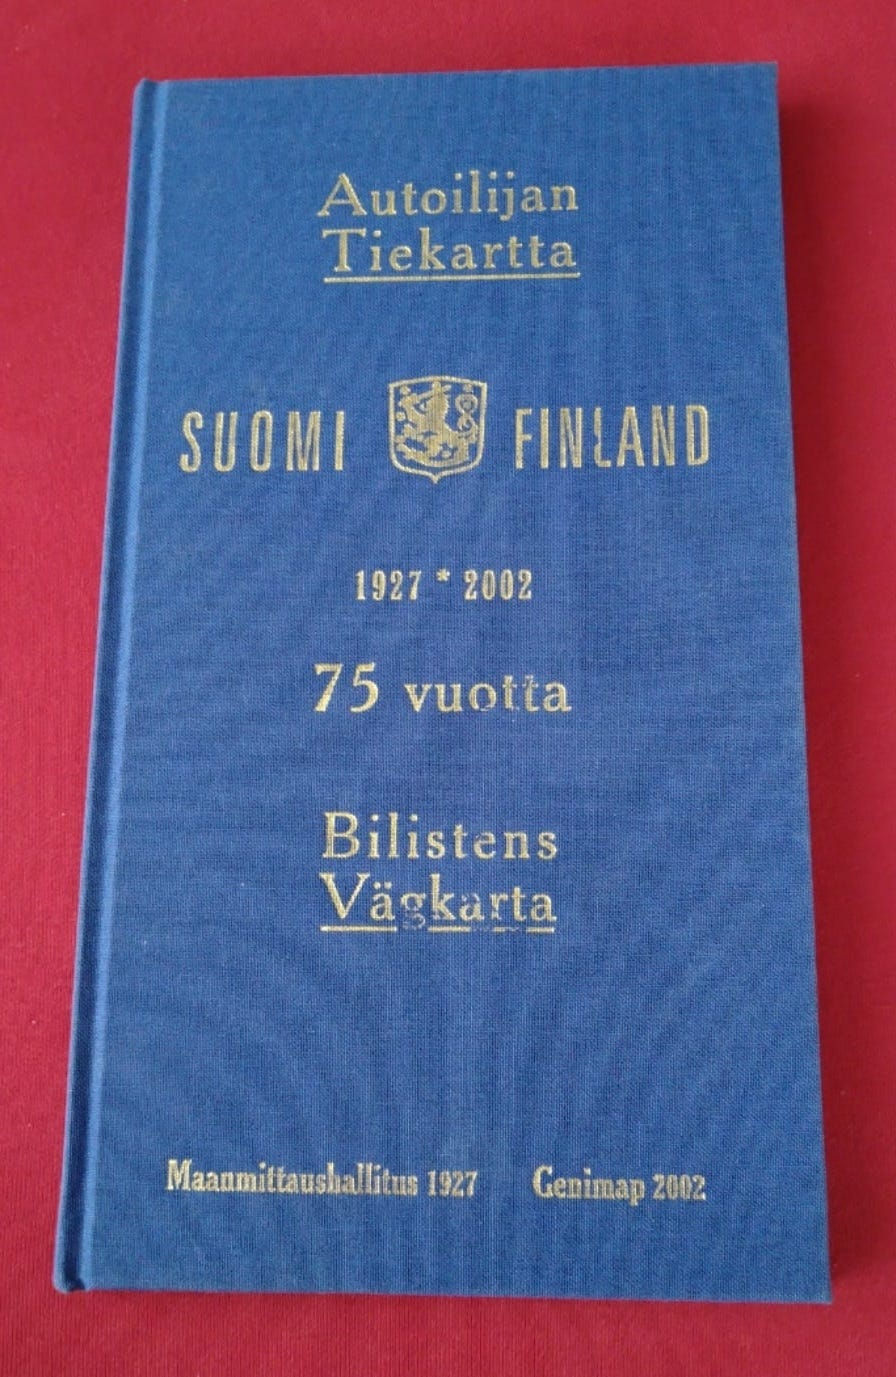 Autoilijan
Tiekartta
SUOMI FINLAND
1927 * 2002
75 vuotta
Bilistens
Vägkarta
Maanmittaushallitus 1927 Genimap 2002